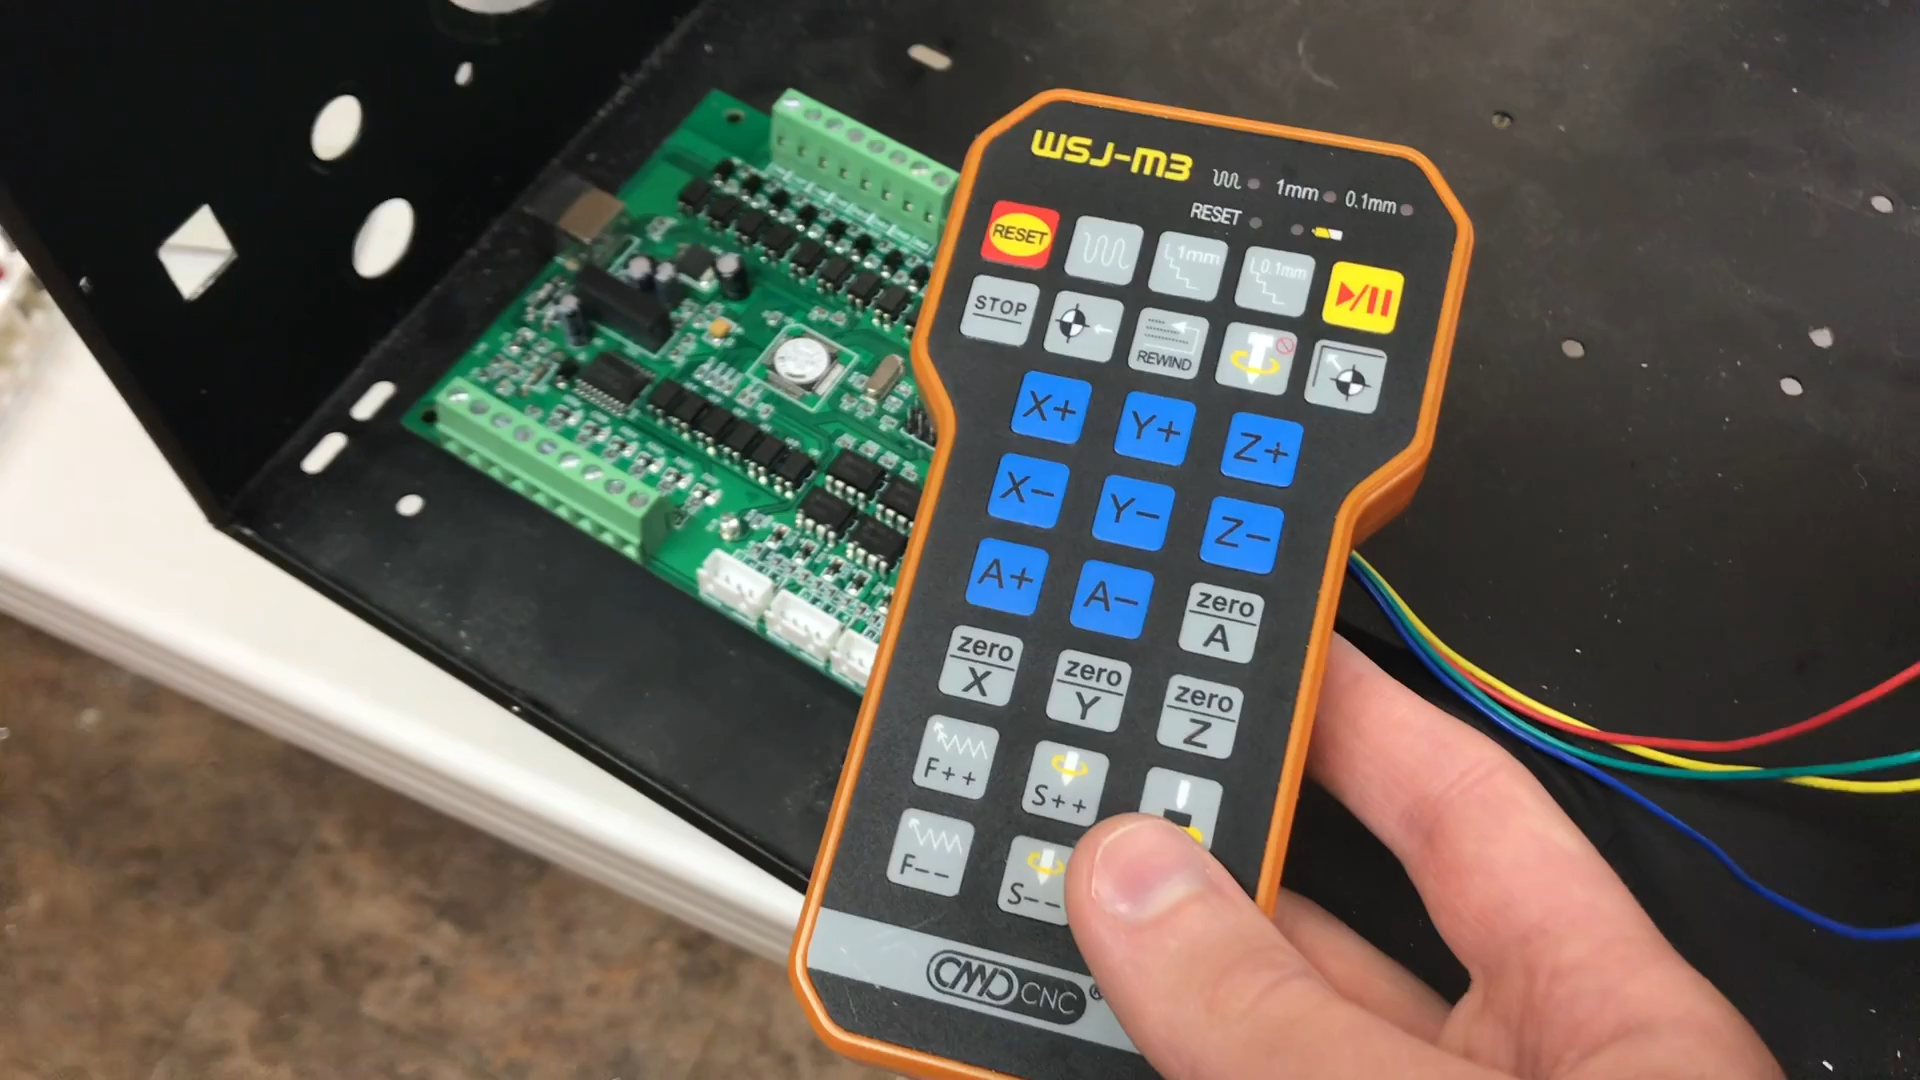 WSJ-M3
1mm 0.1mm
RESET
RESET
1mm
0.1mm
STOP
REWIND
X+ Y+ Z+
X- Y- Z-
A+ A- zero A
zero X
zero Y
zero Z
F++ S++
F-- S--
CNC